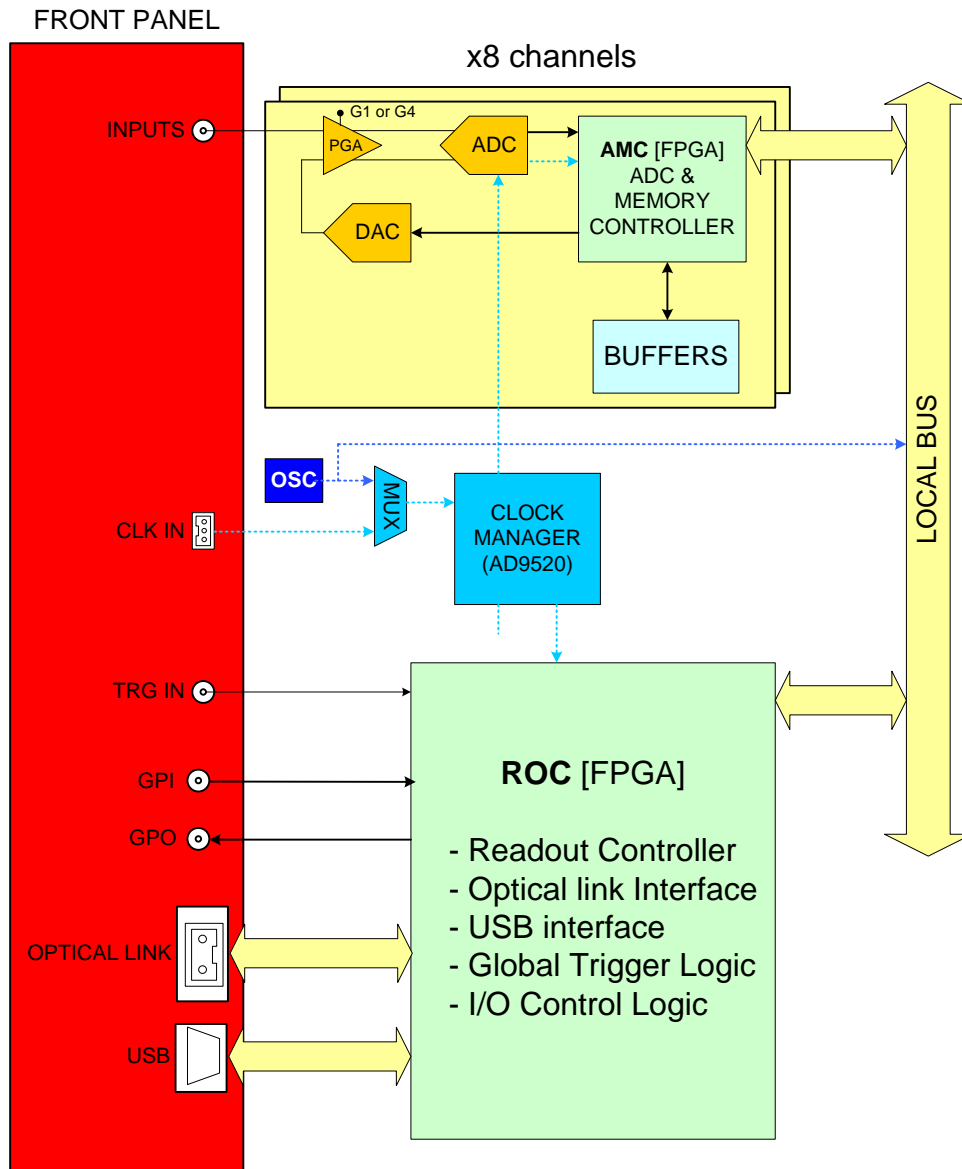 FRONT PANEL
x8 channels
INPUTS
G1 or G4
PGA
ADC
AMC [FPGA]
ADC &
MEMORY
CONTROLLER
DAC
BUFFERS
LOCAL BUS
OSC
MUX
CLK IN
CLOCK
MANAGER
(AD9520)
TRG IN
GPI
GPO
ROC [FPGA]
- Readout Controller
- Optical link Interface
- USB interface
- Global Trigger Logic
- I/O Control Logic
OPTICAL LINK
USB